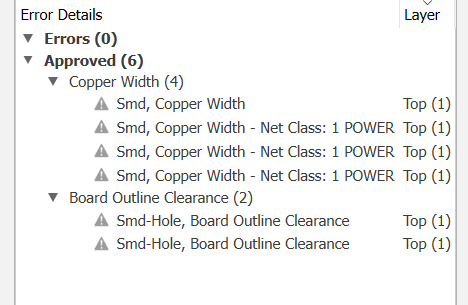 Error Details Layer
Errors (0)
Approved (6)
Copper Width (4)
Smd, Copper Width Top (1)
Smd, Copper Width - Net Class: 1 POWER Top (1)
Smd, Copper Width - Net Class: 1 POWER Top (1)
Smd, Copper Width - Net Class: 1 POWER Top (1)
Board Outline Clearance (2)
Smd-Hole, Board Outline Clearance Top (1)
Smd-Hole, Board Outline Clearance Top (1)